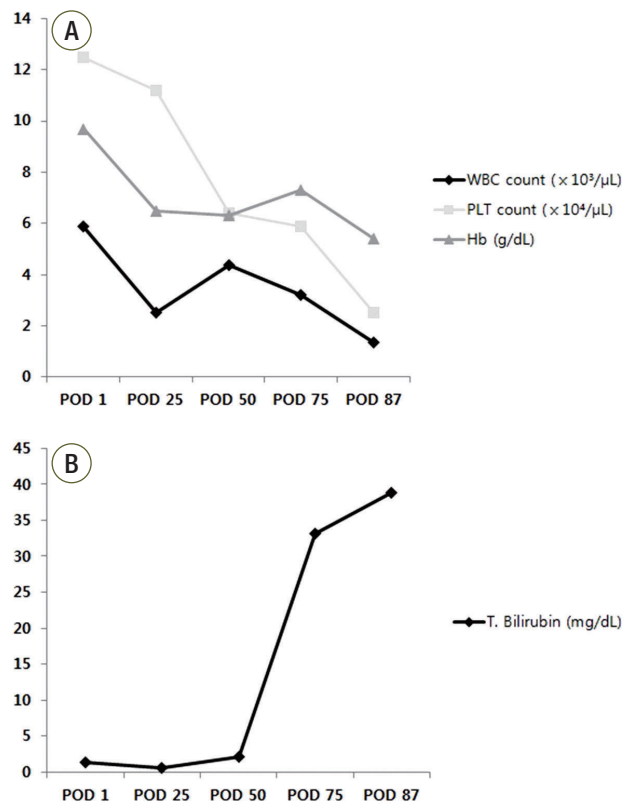 A
14
12
10
8
6
4
2
0
POD 1 POD 25 POD 50 POD 75 POD 87
WBC count (×10³/µL)
PLT count (×10⁴/µL)
Hb (g/dL)
B
45
40
35
30
25
20
15
10
5
0
POD 1 POD 25 POD 50 POD 75 POD 87
T. Bilirubin (mg/dL)